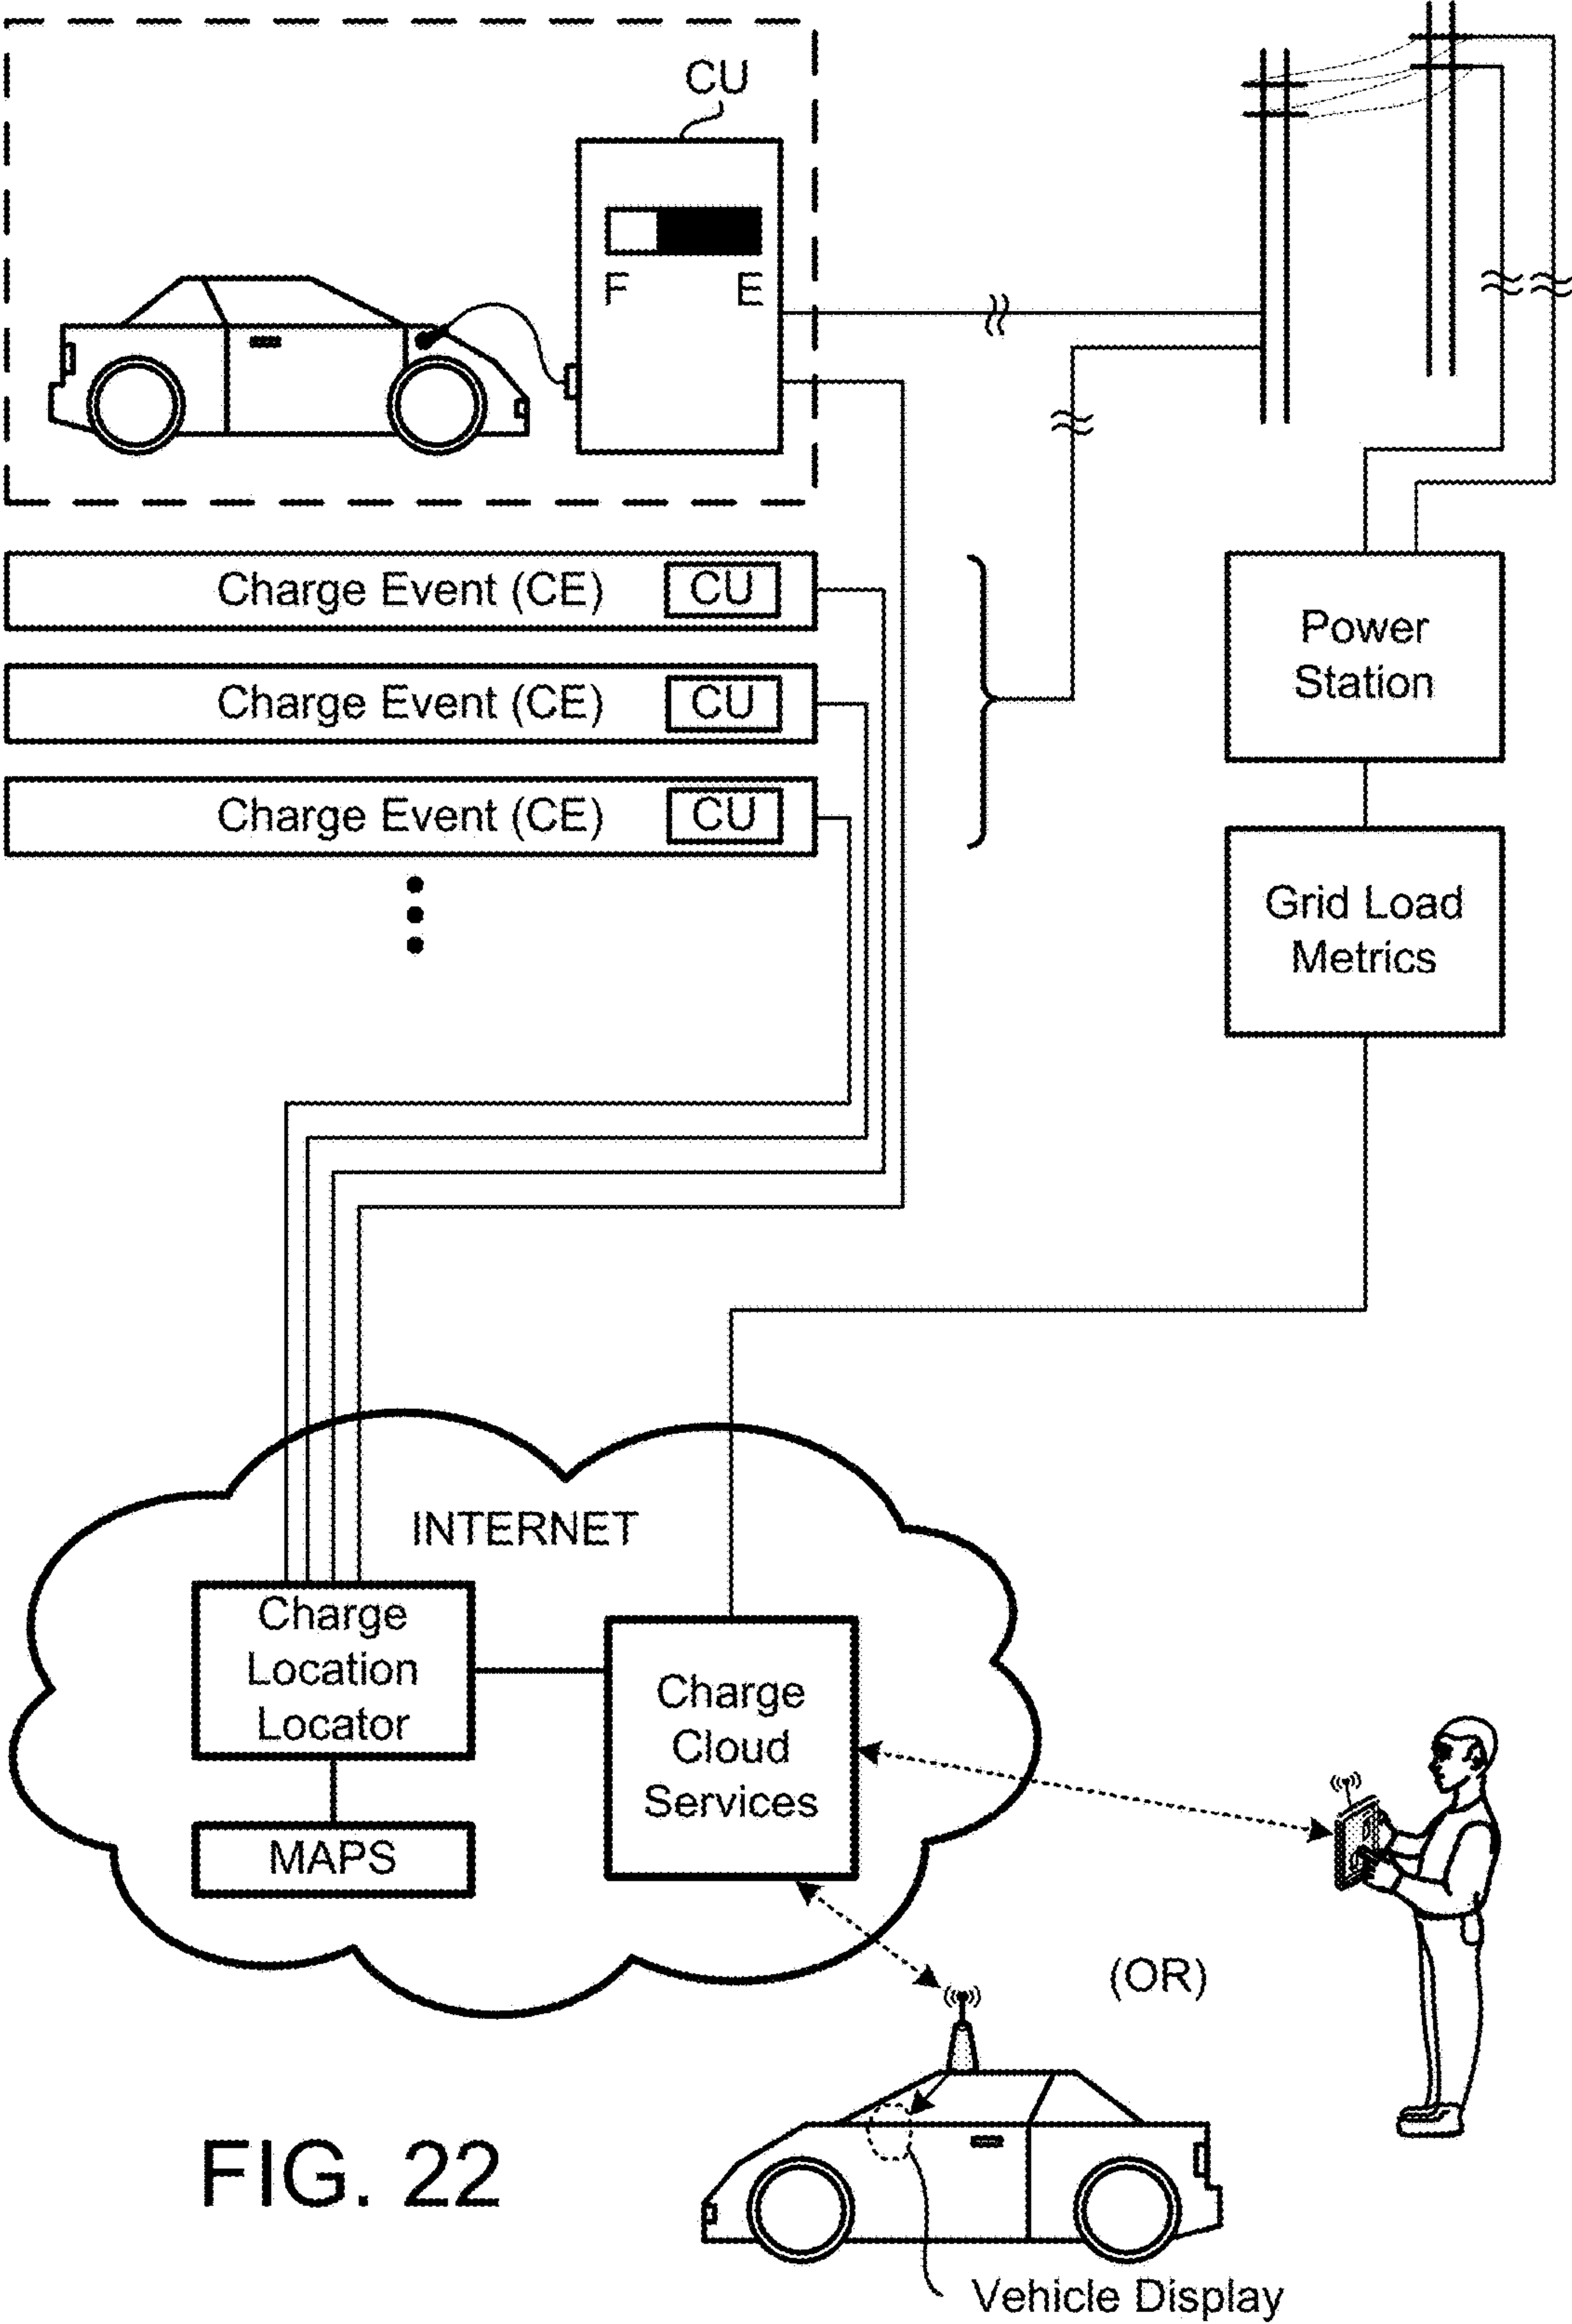 CU
F E
Charge Event (CE) CU
Charge Event (CE) CU
Charge Event (CE) CU
Power
Station
Grid Load
Metrics
INTERNET
Charge
Location
Locator
MAPS
Charge
Cloud
Services
(OR)
FIG. 22
Vehicle Display